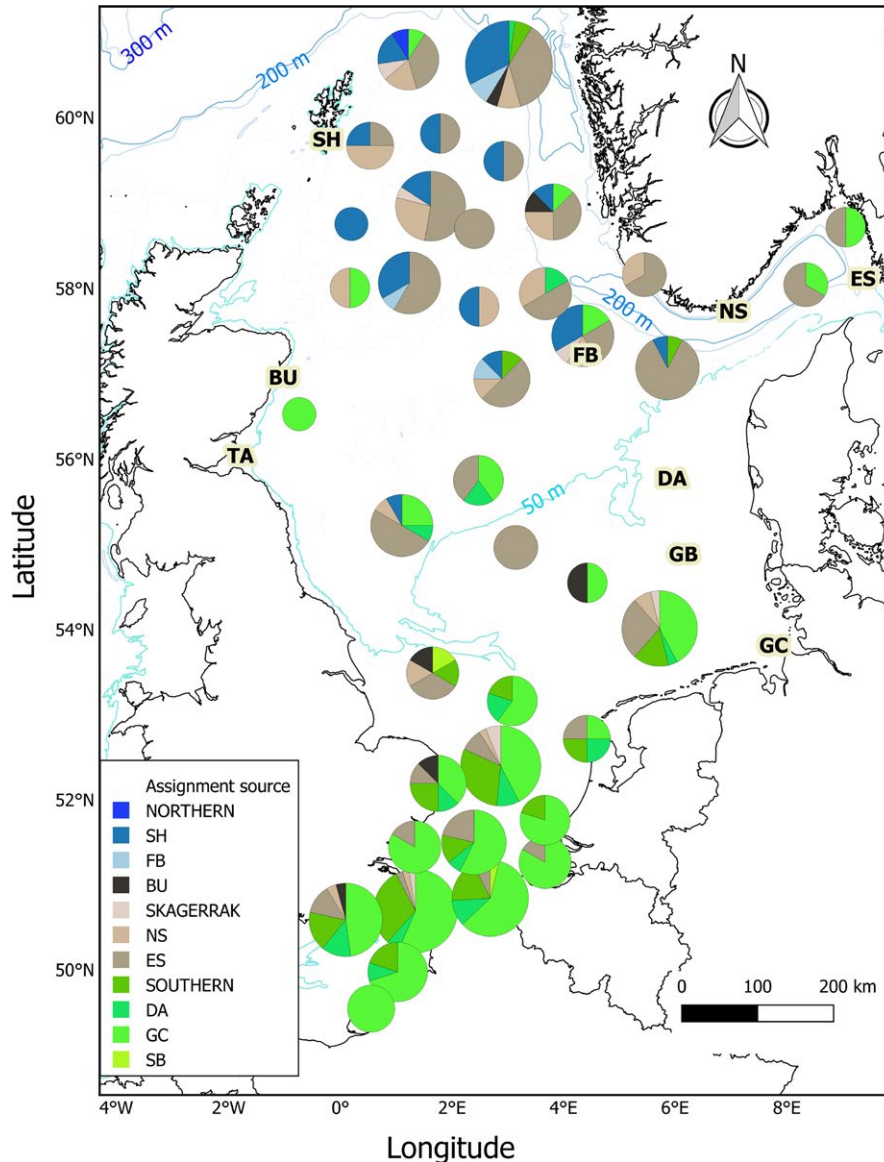 300 m
200 m
N
60°N
SH
ES
58°N
NS
200 m
FB
BU
56°N
TA
DA
50 m
GB
54°N
GC
52°N
50°N
Latitude
Assignment source
NORTHERN
SH
FB
BU
SKAGERRAK
NS
ES
SOUTHERN
DA
GC
SB
0 100 200 km
4°W 2°W 0° 2°E 4°E 6°E 8°E
Longitude